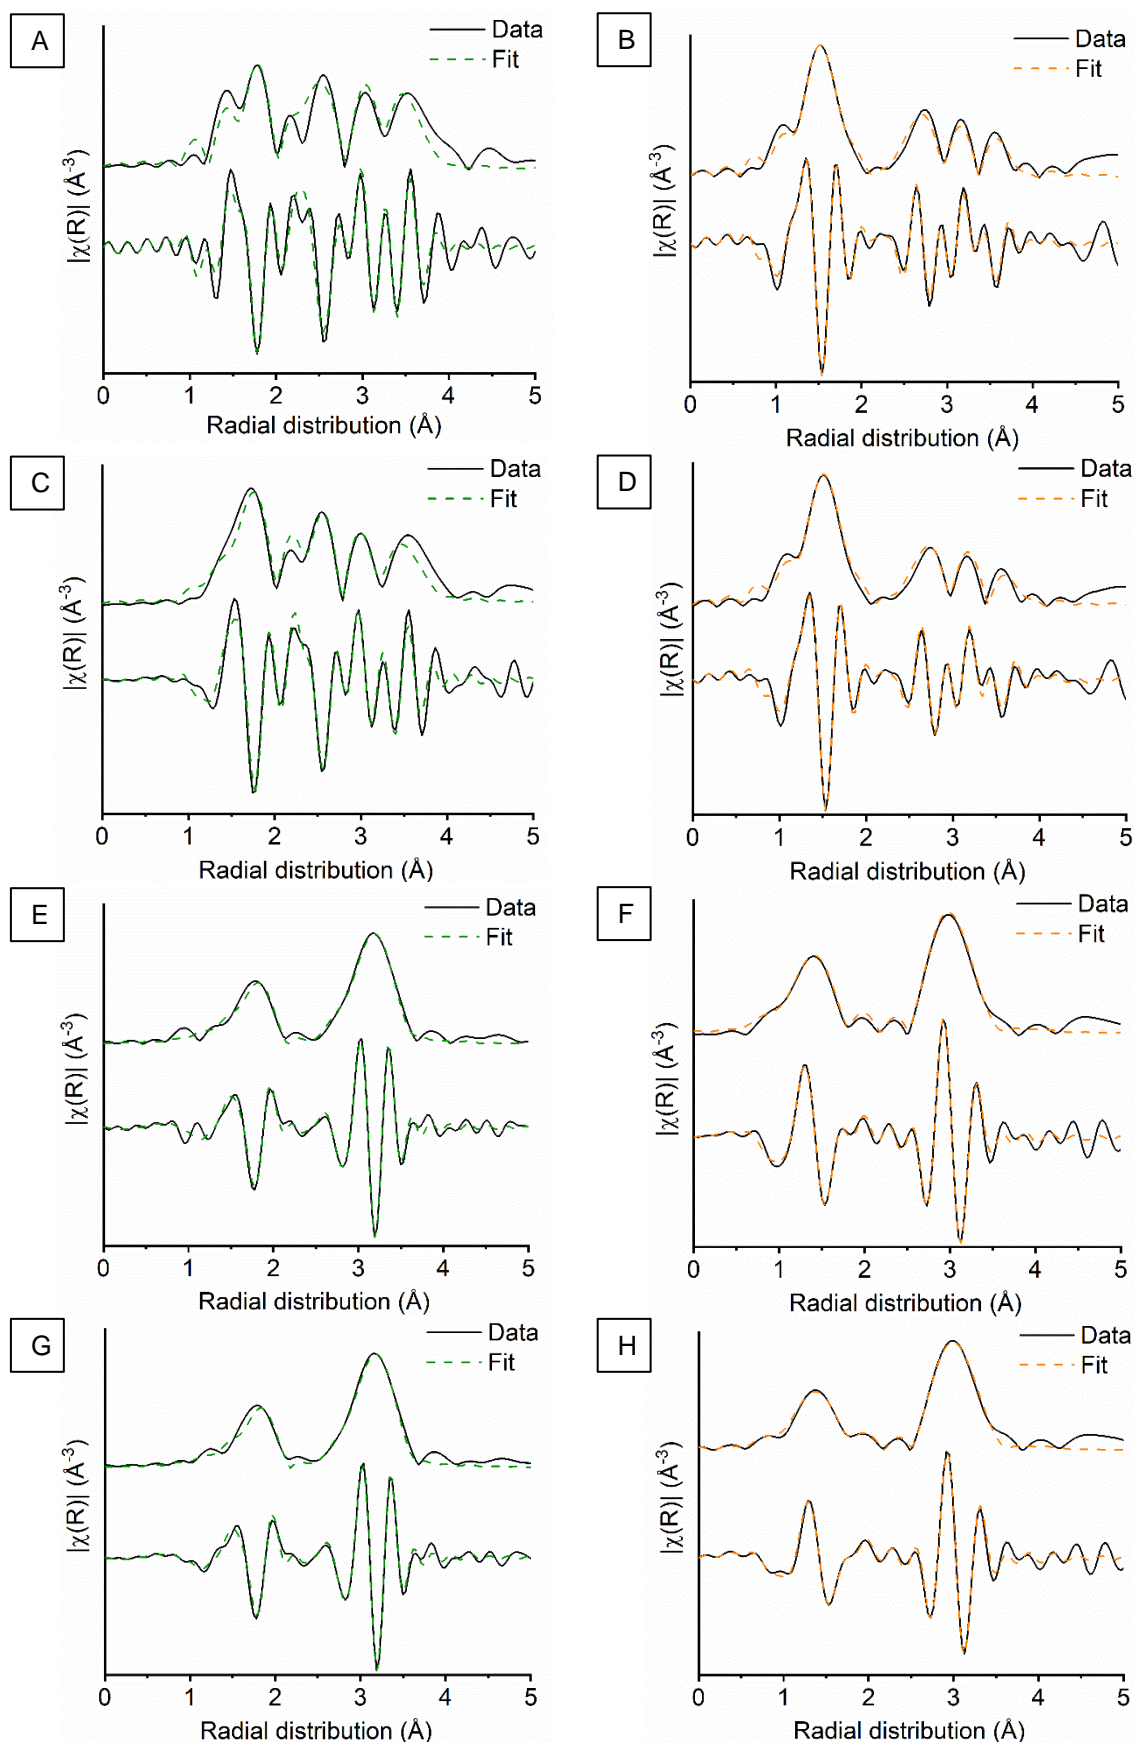 A
Data
Fit
|χ(R)| (Å⁻³)
0 1 2 3 4 5
Radial distribution (Å)
B
Data
Fit
|χ(R)| (Å⁻³)
0 1 2 3 4 5
Radial distribution (Å)
C
Data
Fit
|χ(R)| (Å⁻³)
0 1 2 3 4 5
Radial distribution (Å)
D
Data
Fit
|χ(R)| (Å⁻³)
0 1 2 3 4 5
Radial distribution (Å)
E
Data
Fit
|χ(R)| (Å⁻³)
0 1 2 3 4 5
Radial distribution (Å)
F
Data
Fit
|χ(R)| (Å⁻³)
0 1 2 3 4 5
Radial distribution (Å)
G
Data
Fit
|χ(R)| (Å⁻³)
0 1 2 3 4 5
Radial distribution (Å)
H
Data
Fit
|χ(R)| (Å⁻³)
0 1 2 3 4 5
Radial distribution (Å)